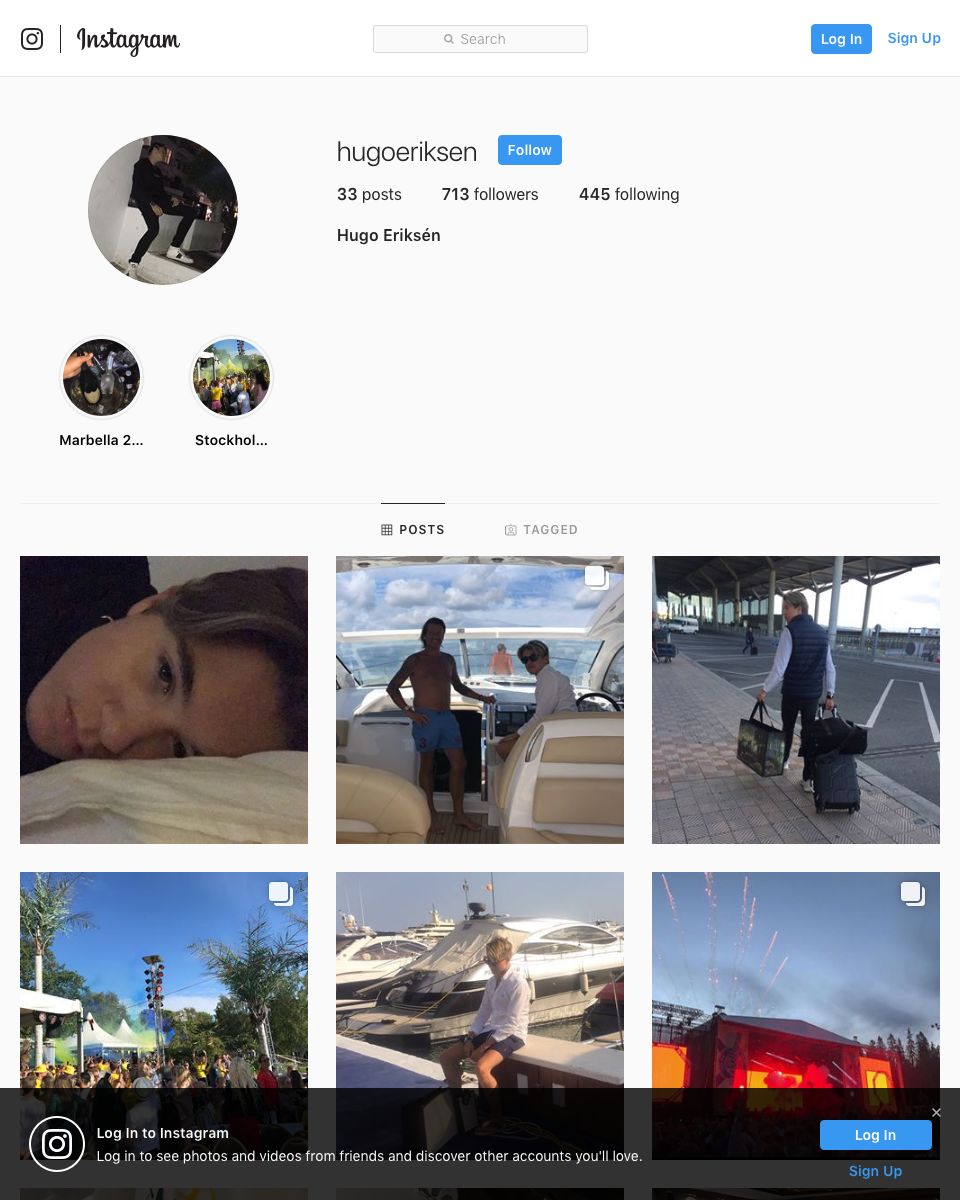 Instagram
Search
Log In
Sign Up
hugoeriksen
Follow
33 posts
713 followers
445 following
Hugo Eriksén
Marbella 2...
Stockhol...
POSTS
TAGGED
Log In to Instagram
Log in to see photos and videos from friends and discover other accounts you'll love.
Log In
Sign Up